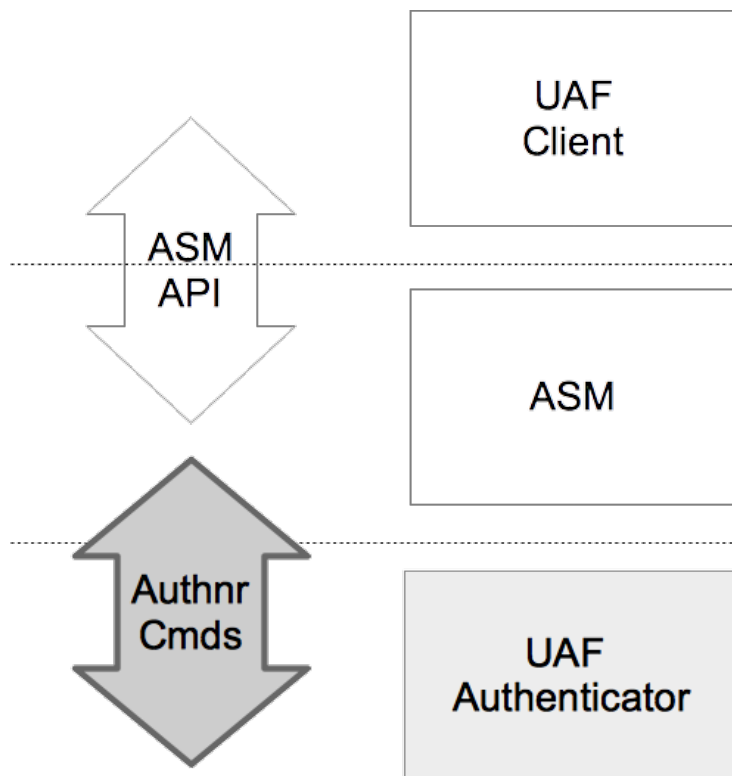 UAF
Client
ASM
API
ASM
Authnr
Cmds
UAF
Authenticator